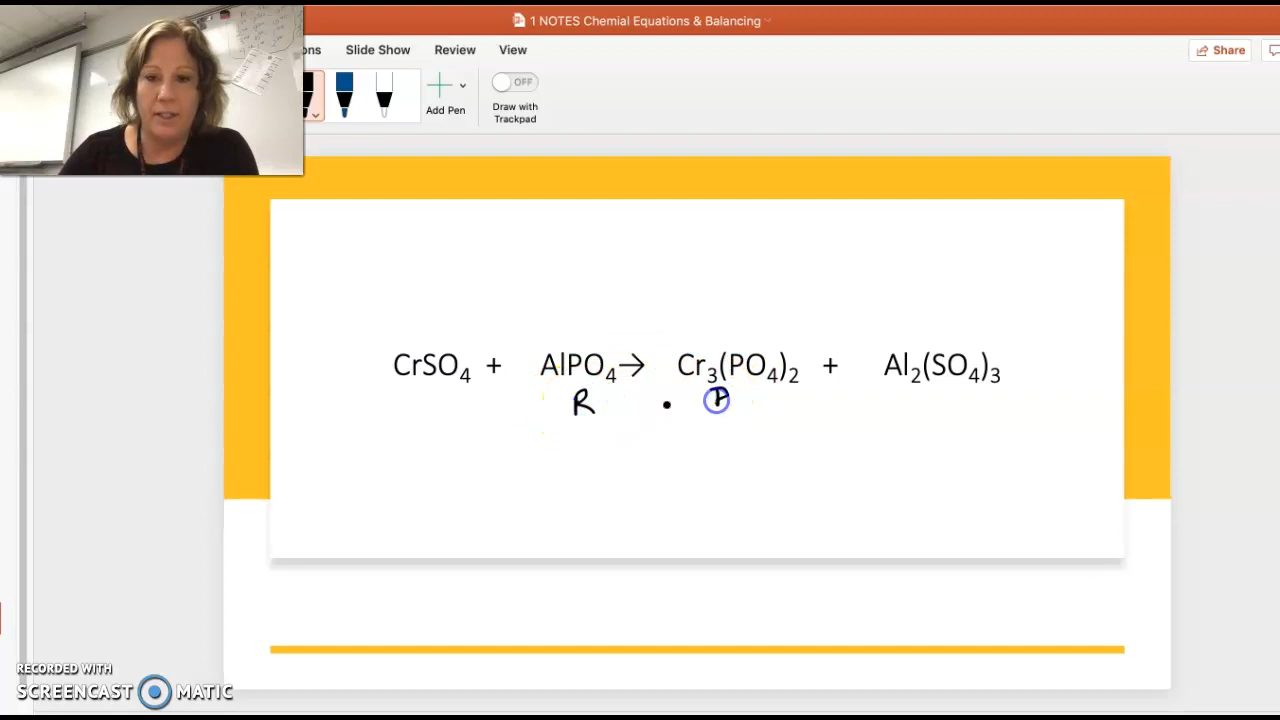 1 NOTES Chemial Equations & Balancing
ons Slide Show Review View
Share
OFF
Add Pen
Draw with
Trackpad
CrSO₄ + AlPO₄→ Cr₃(PO₄)₂ + Al₂(SO₄)₃
R • P
RECORDED WITH
SCREENCAST MATIC